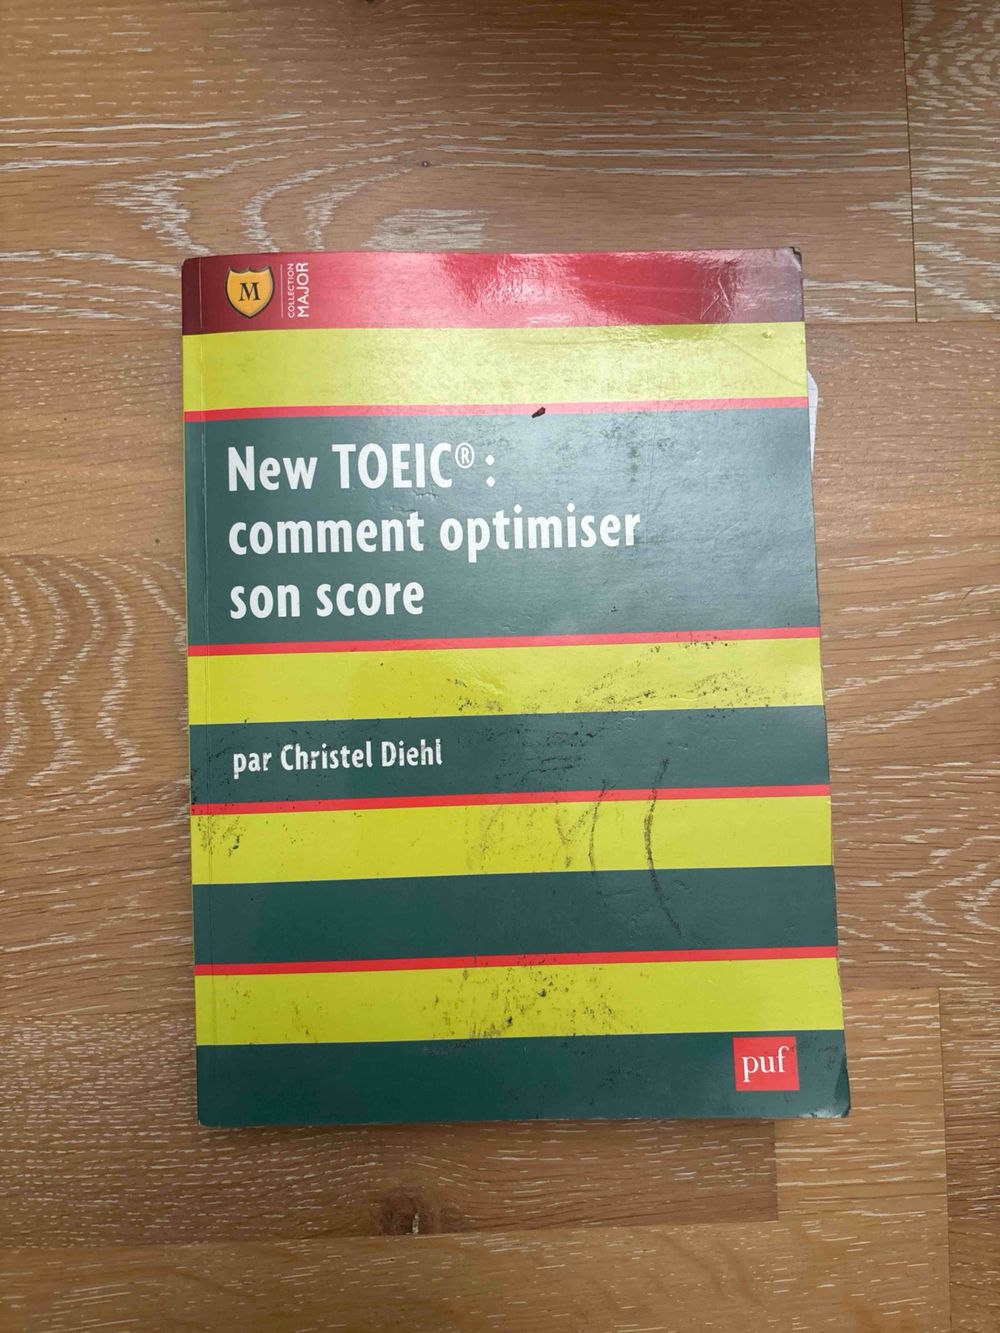 M
COLLECTION
MAJOR
New TOEIC® :
comment optimiser
son score
par Christel Diehl
puf